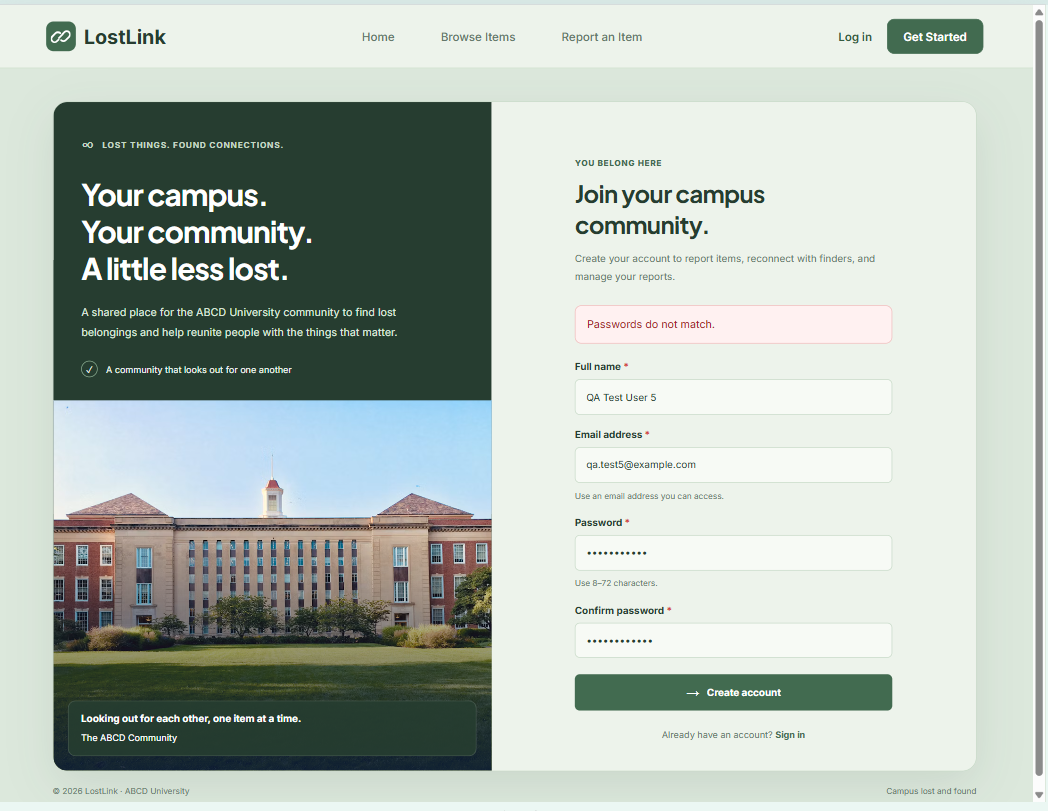 LostLink
Home
Browse Items
Report an Item
Log in
Get Started
LOST THINGS. FOUND CONNECTIONS.
Your campus.
Your community.
A little less lost.
A shared place for the ABCD University community to find lost
belongings and help reunite people with the things that matter.
✓ A community that looks out for one another
Looking out for each other, one item at a time.
The ABCD Community
YOU BELONG HERE
Join your campus
community.
Create your account to report items, reconnect with finders, and
manage your reports.
Passwords do not match.
Full name *
QA Test User 5
Email address *
qa.test5@example.com
Use an email address you can access.
Password *
•••••••••••
Use 8–72 characters.
Confirm password *
••••••••••••
→ Create account
Already have an account? Sign in
© 2026 LostLink · ABCD University
Campus lost and found